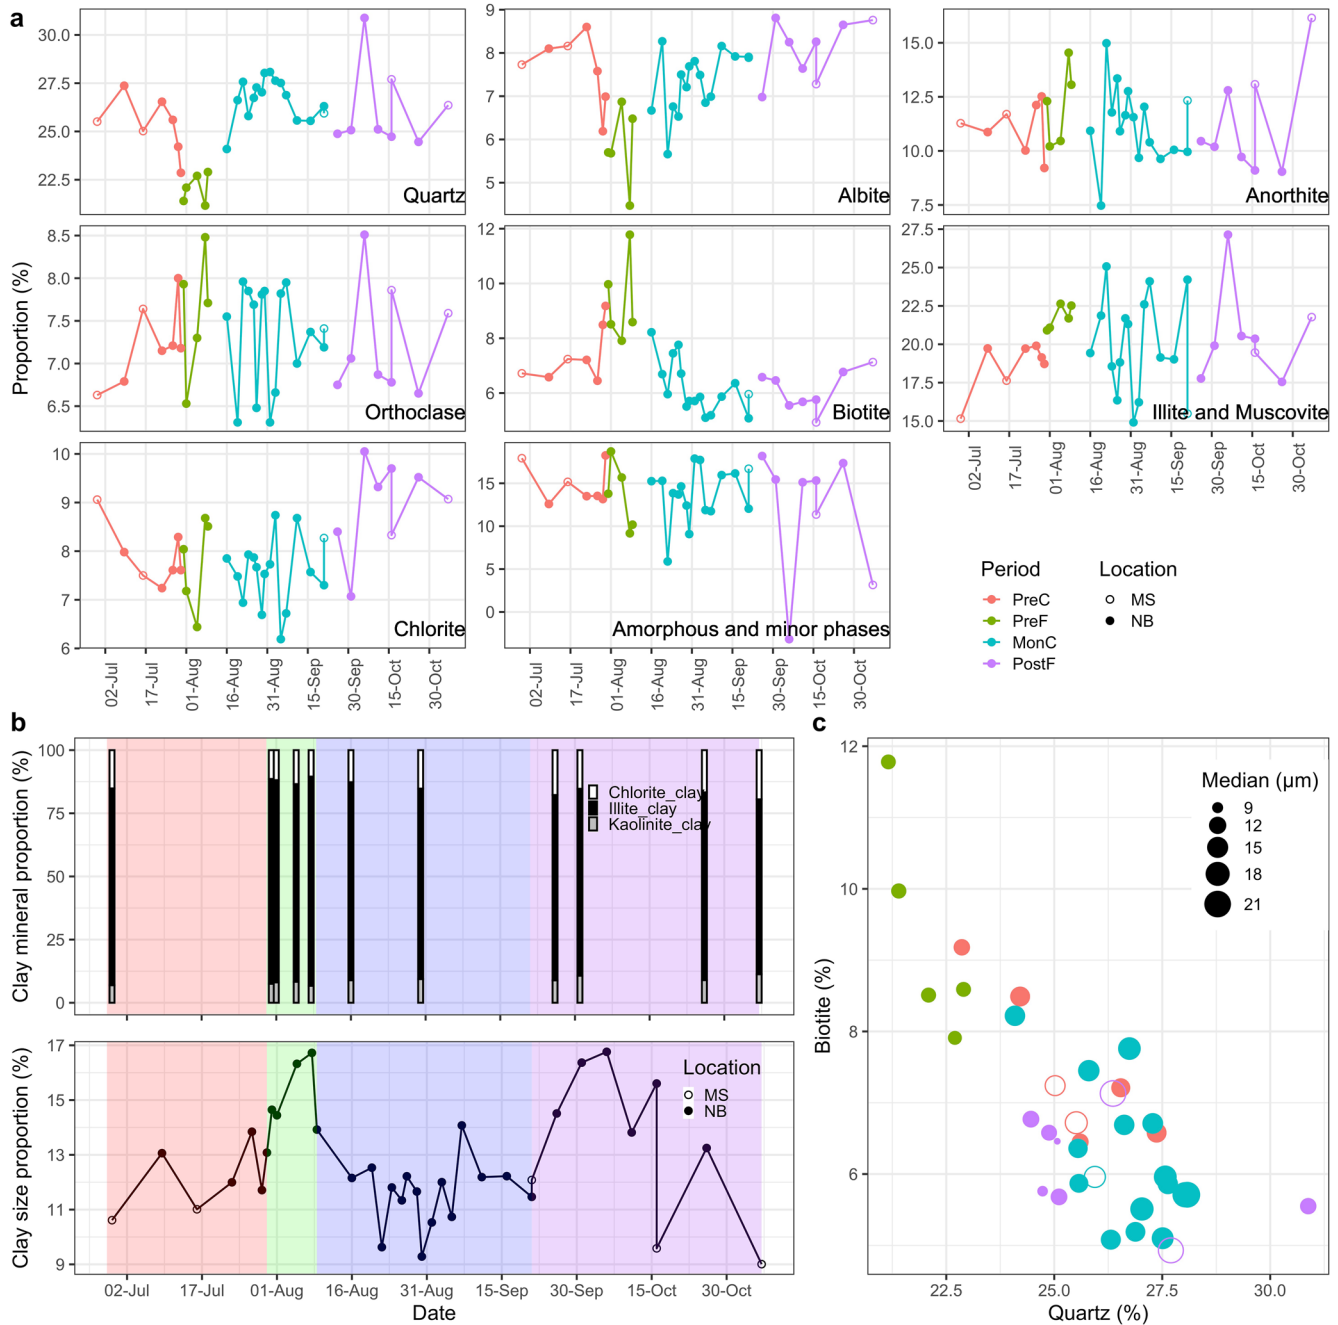 a
30.0
27.5
25.0
22.5
Quartz
9
8
7
6
5
Albite
15.0
12.5
10.0
7.5
Anorthite
Proportion (%)
8.5
8.0
7.5
7.0
6.5
Orthoclase
12
10
8
6
Biotite
27.5
25.0
22.5
20.0
17.5
15.0
Illite and Muscovite
02-Jul
17-Jul
01-Aug
16-Aug
31-Aug
15-Sep
30-Sep
15-Oct
30-Oct
10
9
8
7
6
Chlorite
02-Jul
17-Jul
01-Aug
16-Aug
31-Aug
15-Sep
30-Sep
15-Oct
30-Oct
15
10
5
0
Amorphous and minor phases
02-Jul
17-Jul
01-Aug
16-Aug
31-Aug
15-Sep
30-Sep
15-Oct
30-Oct
Period
PreC
PreF
MonC
PostF
Location
MS
NB
b
Clay mineral proportion (%)
100
75
50
25
0
Chlorite_clay
Illite_clay
Kaolinite_clay
Clay size proportion (%)
17
15
13
11
9
Location
MS
NB
02-Jul
17-Jul
01-Aug
16-Aug
31-Aug
15-Sep
30-Sep
15-Oct
30-Oct
Date
c
Biotite (%)
12
10
8
6
Median (μm)
9
12
15
18
21
22.5
25.0
27.5
30.0
Quartz (%)